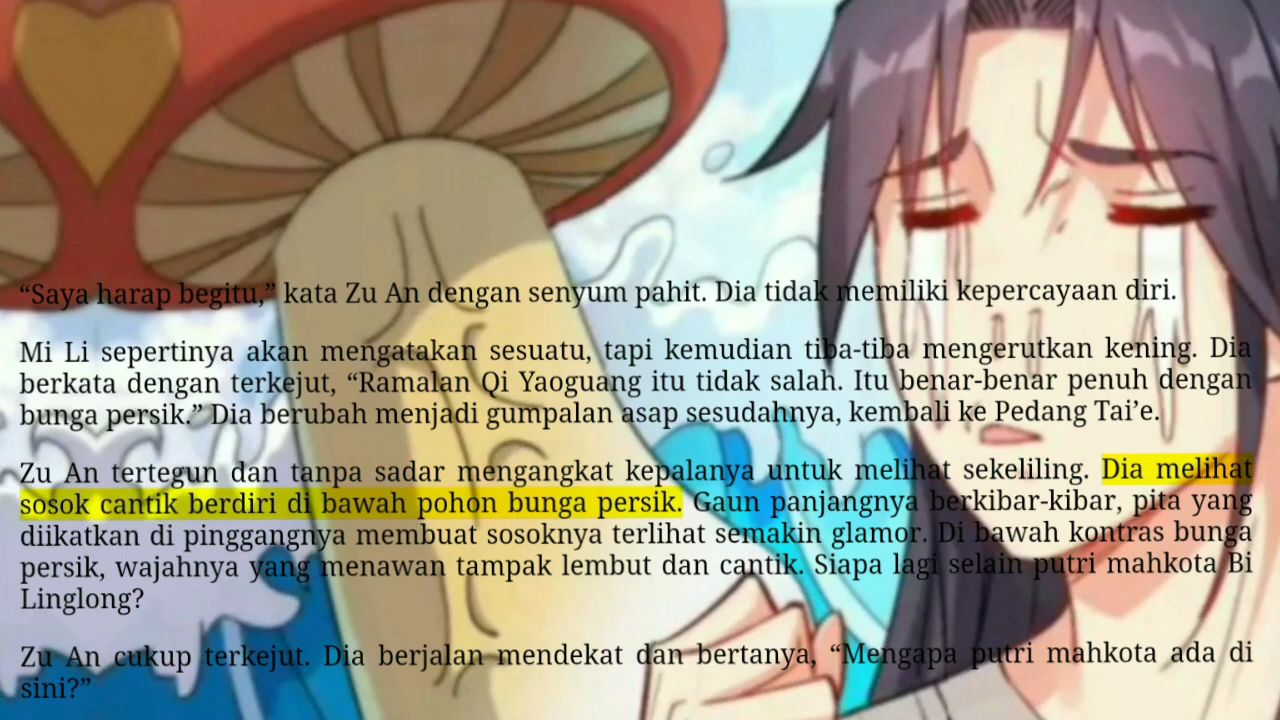 “Saya harap begitu,” kata Zu An dengan senyum pahit. Dia tidak memiliki kepercayaan diri.
Mi Li sepertinya akan mengatakan sesuatu, tapi kemudian tiba-tiba mengerutkan kening. Dia
berkata dengan terkejut, “Ramalan Qi Yaoguang itu tidak salah. Itu benar-benar penuh dengan
bunga persik.” Dia berubah menjadi gumpalan asap sesudahnya, kembali ke Pedang Tai’e.
Zu An tertegun dan tanpa sadar mengangkat kepalanya untuk melihat sekeliling. Dia melihat
sosok cantik berdiri di bawah pohon bunga persik. Gaun panjangnya berkibar-kibar, pita yang
diikatkan di pinggangnya membuat sosoknya terlihat semakin glamor. Di bawah kontras bunga
persik, wajahnya yang menawan tampak lembut dan cantik. Siapa lagi selain putri mahkota Bi
Linglong?
Zu An cukup terkejut. Dia berjalan mendekat dan bertanya, “Mengapa putri mahkota ada di
sini?”